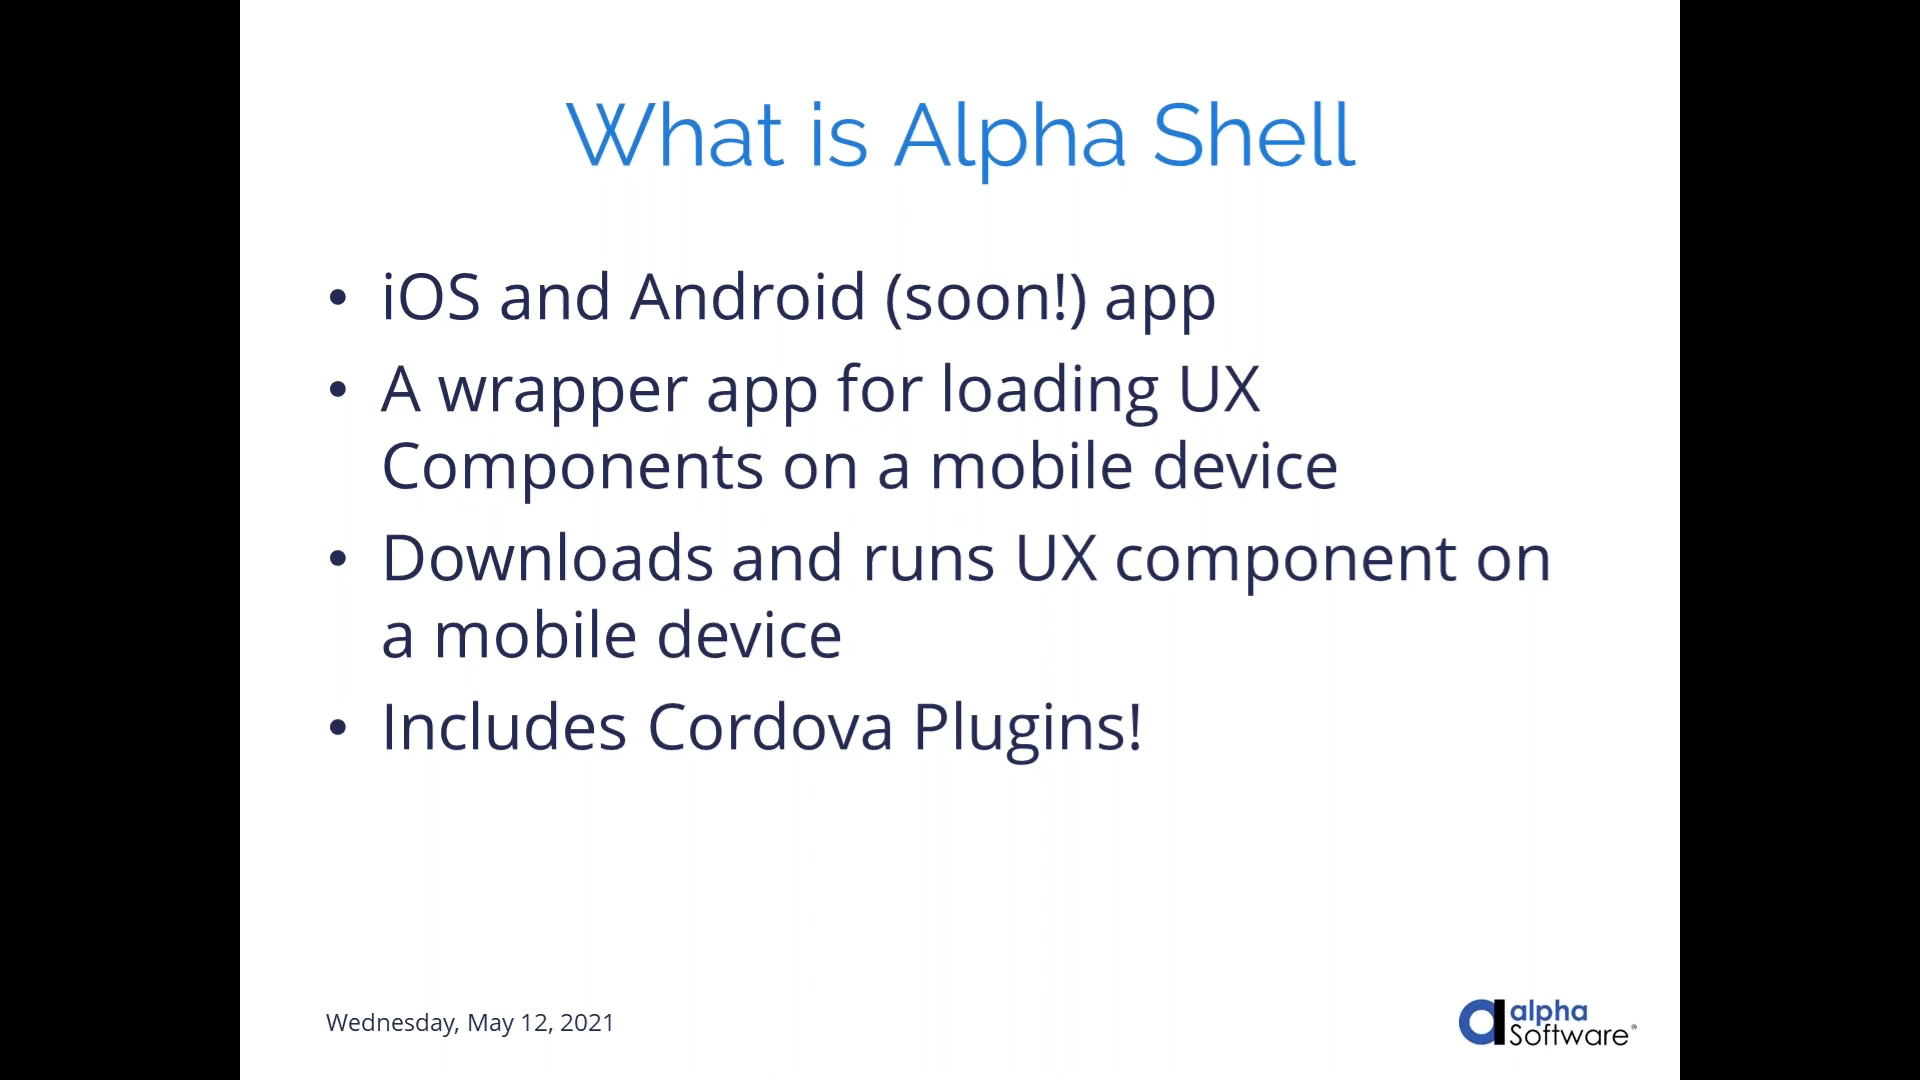 What is Alpha Shell
• iOS and Android (soon!) app
• A wrapper app for loading UX
Components on a mobile device
• Downloads and runs UX component on
a mobile device
• Includes Cordova Plugins!
Wednesday, May 12, 2021
alpha
Software®